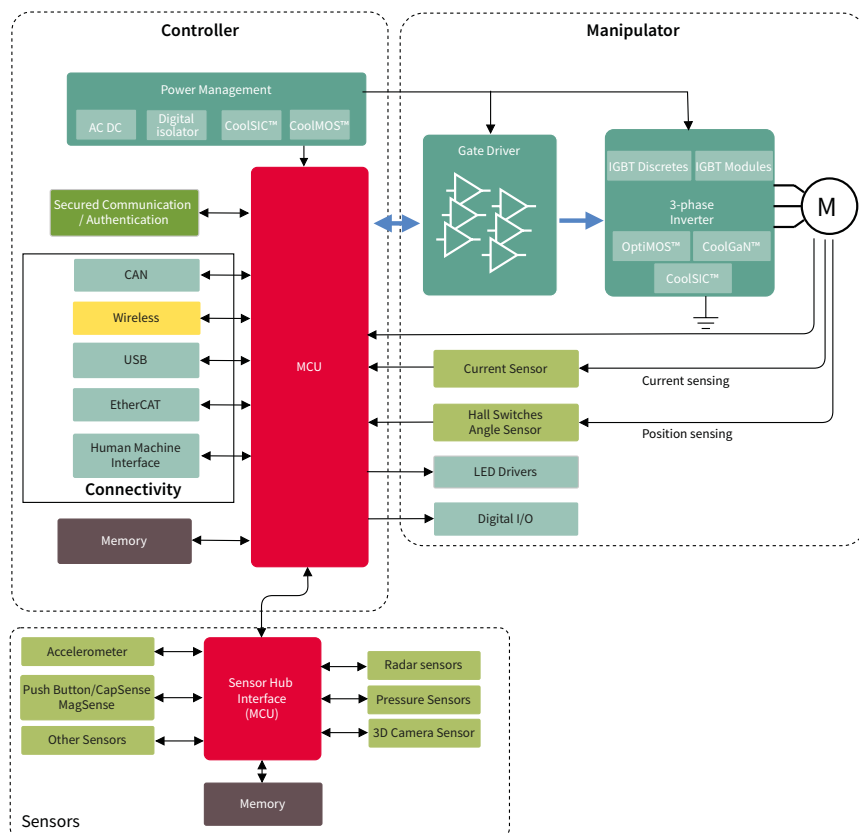 Controller
Manipulator
Power Management
AC DC
Digital
isolator
CoolSIC™
CoolMOS™
Gate Driver
IGBT Discretes
IGBT Modules
3-phase
Inverter
OptiMOS™
CoolGaN™
CoolSIC™
M
Secured Communication
/ Authentication
CAN
Wireless
USB
EtherCAT
Human Machine
Interface
Connectivity
Memory
MCU
Current Sensor
Current sensing
Hall Switches
Angle Sensor
Position sensing
LED Drivers
Digital I/O
Accelerometer
Push Button/CapSense
MagSense
Other Sensors
Sensor Hub
Interface
(MCU)
Radar sensors
Pressure Sensors
3D Camera Sensor
Memory
Sensors